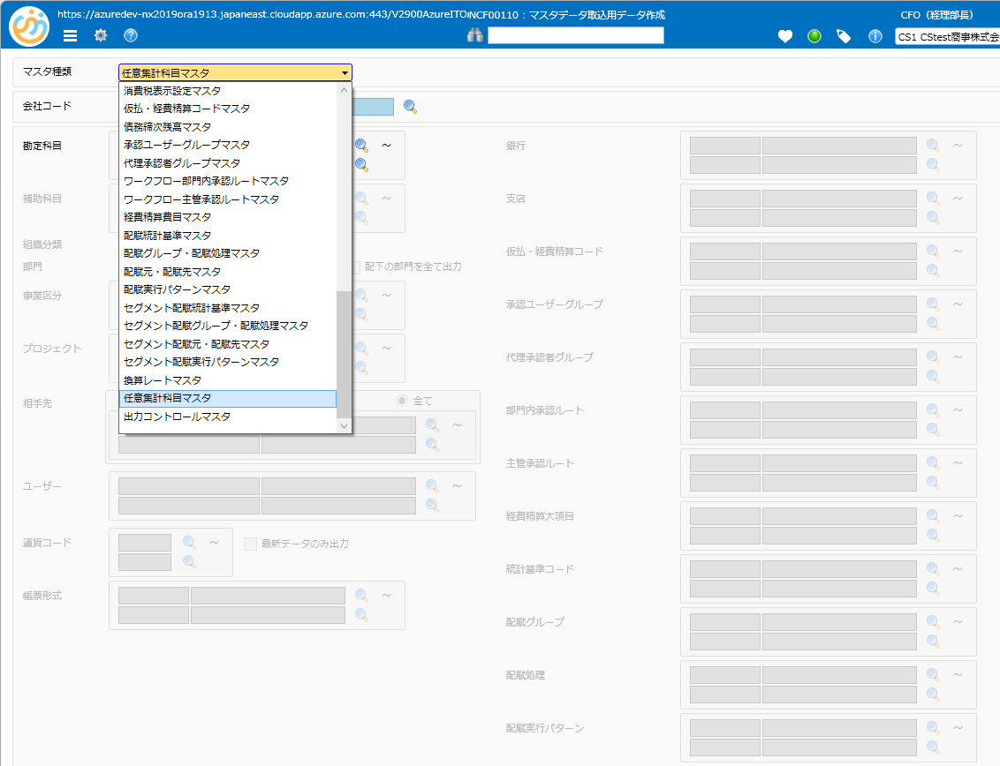 https://azuredev-nx2019ora1913.japaneast.cloudapp.azure.com:443/V2900AzureITO
NCF00110：マスタデータ取込用データ作成
CFO（経理部長）
CS1 CStest商事株式会
マスタ種類
任意集計科目マスタ
消費税表示設定マスタ
仮払・経費精算コードマスタ
債務締次残高マスタ
承認ユーザーグループマスタ
代理承認者グループマスタ
ワークフロー部門内承認ルートマスタ
ワークフロー主管承認ルートマスタ
経費精算費目マスタ
配賦統計基準マスタ
配賦グループ・配賦処理マスタ
配賦元・配賦先マスタ
配賦実行パターンマスタ
セグメント配賦統計基準マスタ
セグメント配賦グループ・配賦処理マスタ
セグメント配賦元・配賦先マスタ
セグメント配賦実行パターンマスタ
換算レートマスタ
任意集計科目マスタ
出力コントロールマスタ
会社コード
勘定科目
～
補助科目
～
組織分類
部門
配下の部門を全て出力
事業区分
～
プロジェクト
～
相手先
全て
～
ユーザー
～
通貨コード
～
最新データのみ出力
帳票形式
～
銀行
～
支店
～
仮払・経費精算コード
～
承認ユーザーグループ
～
代理承認者グループ
～
部門内承認ルート
～
主管承認ルート
～
経費精算大項目
～
統計基準コード
～
配賦グループ
～
配賦処理
～
配賦実行パターン
～